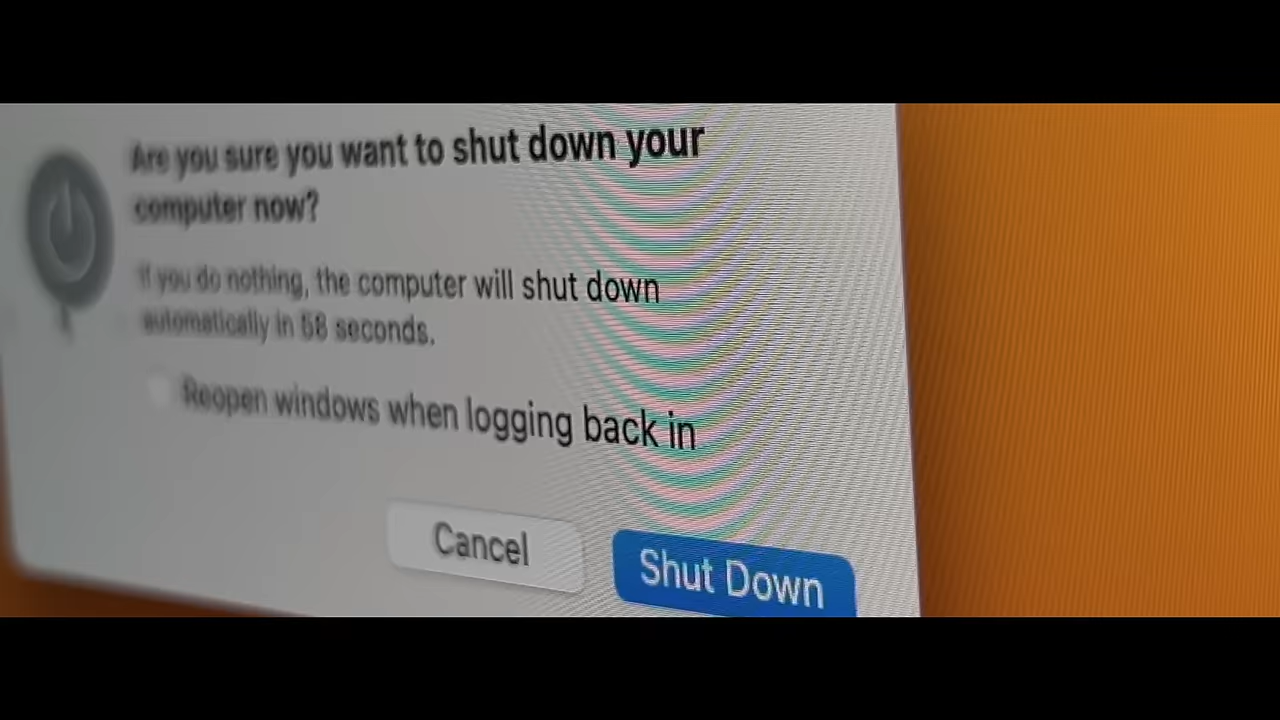 Are you sure you want to shut down your
computer now?
If you do nothing, the computer will shut down
automatically in 58 seconds.
Reopen windows when logging back in
Cancel
Shut Down